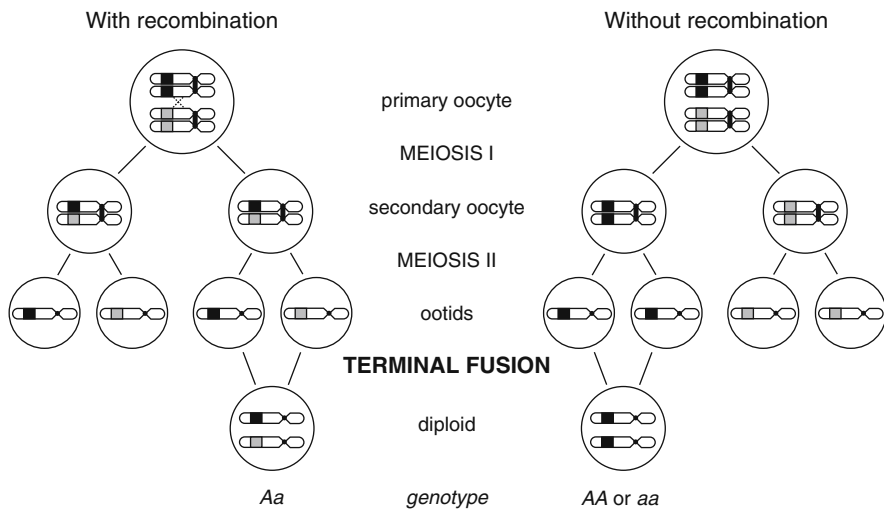 With recombination
Without recombination
primary oocyte
MEIOSIS I
secondary oocyte
MEIOSIS II
ootids
TERMINAL FUSION
diploid
Aa
genotype
AA or aa